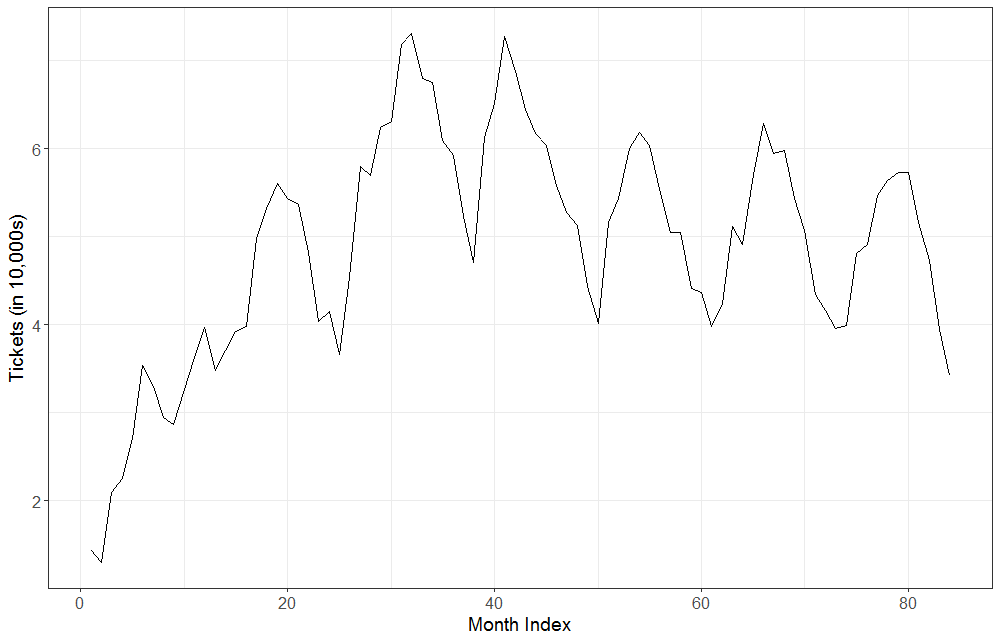 Tickets (in 10,000s)
6
4
2
0 20 40 60 80
Month Index